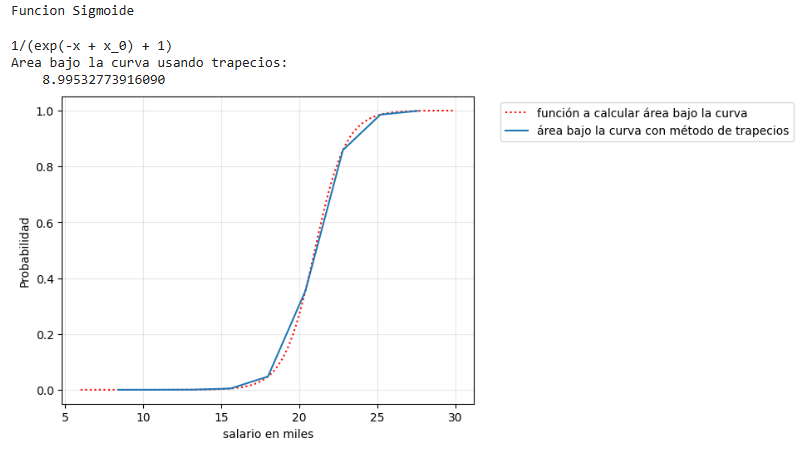 Funcion Sigmoide
1/(exp(-x + x_0) + 1)
Area bajo la curva usando trapecios:
8.99532773916090
función a calcular área bajo la curva
área bajo la curva con método de trapecios
1.0
0.8
0.6
0.4
0.2
0.0
Probabilidad
5 10 15 20 25 30
salario en miles